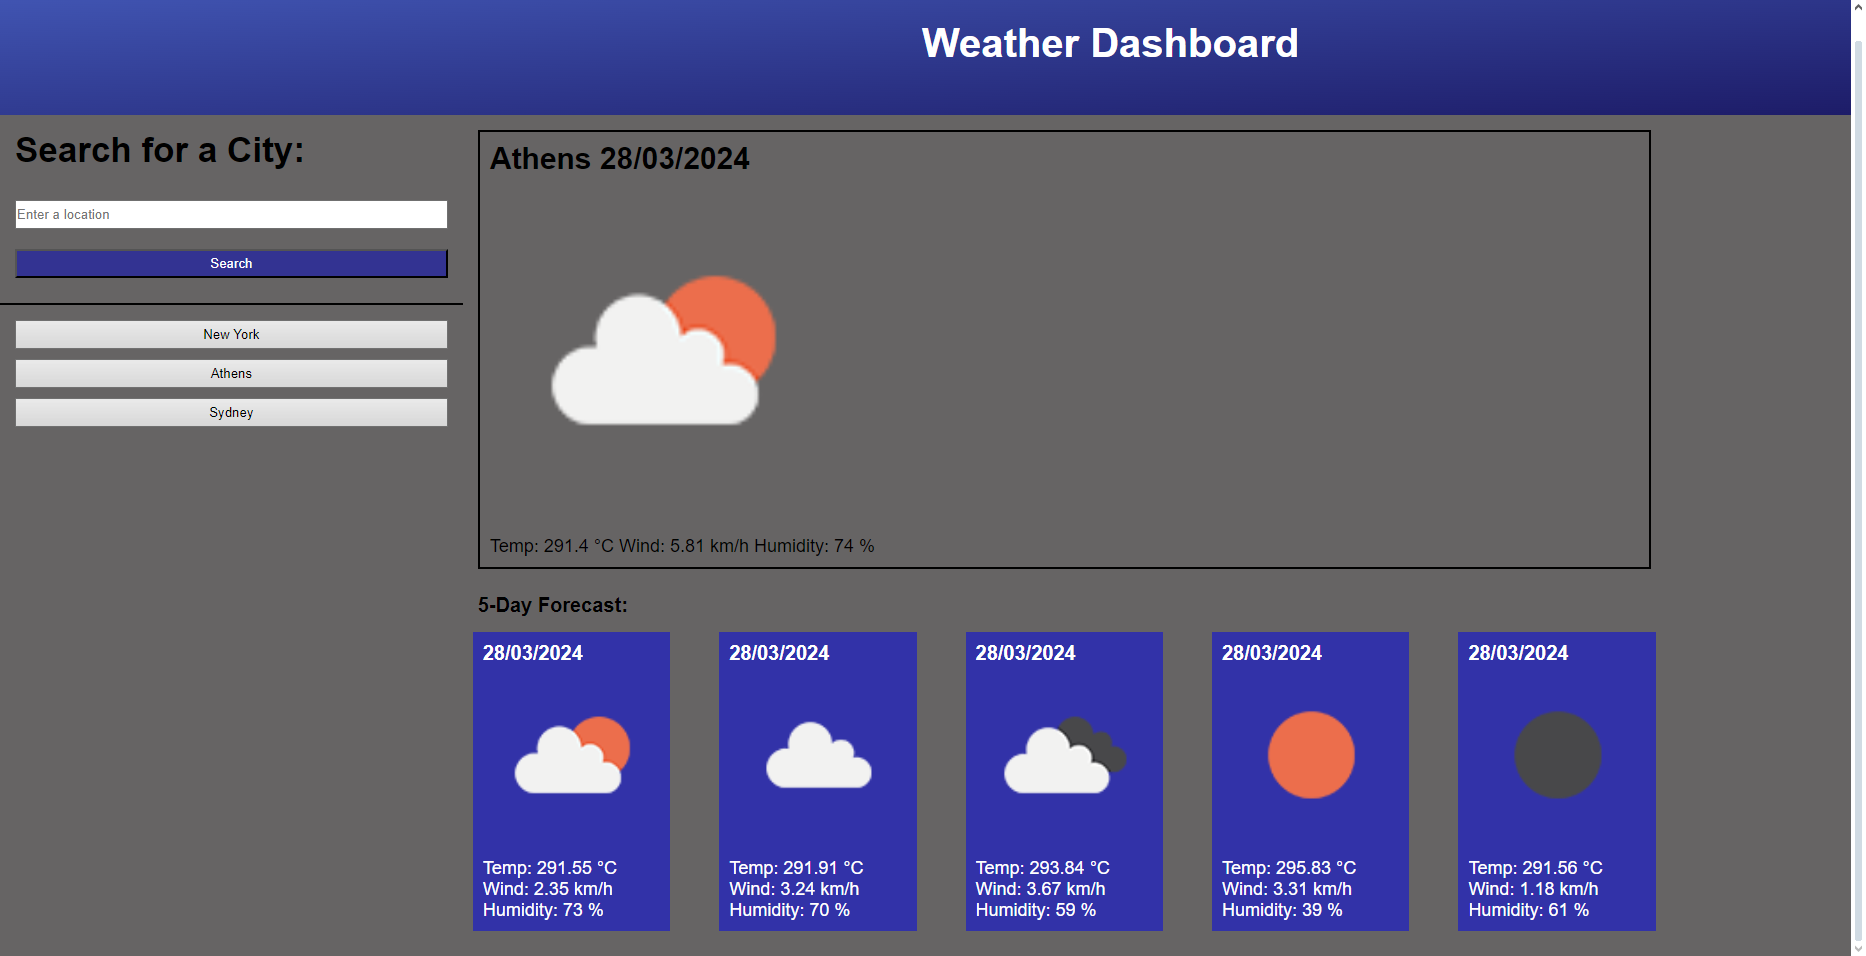 Weather Dashboard
Search for a City:
Enter a location
Search
New York
Athens
Sydney
Athens 28/03/2024
Temp: 291.4 °C Wind: 5.81 km/h Humidity: 74 %
5-Day Forecast:
28/03/2024
Temp: 291.55 °C
Wind: 2.35 km/h
Humidity: 73 %
28/03/2024
Temp: 291.91 °C
Wind: 3.24 km/h
Humidity: 70 %
28/03/2024
Temp: 293.84 °C
Wind: 3.67 km/h
Humidity: 59 %
28/03/2024
Temp: 295.83 °C
Wind: 3.31 km/h
Humidity: 39 %
28/03/2024
Temp: 291.56 °C
Wind: 1.18 km/h
Humidity: 61 %